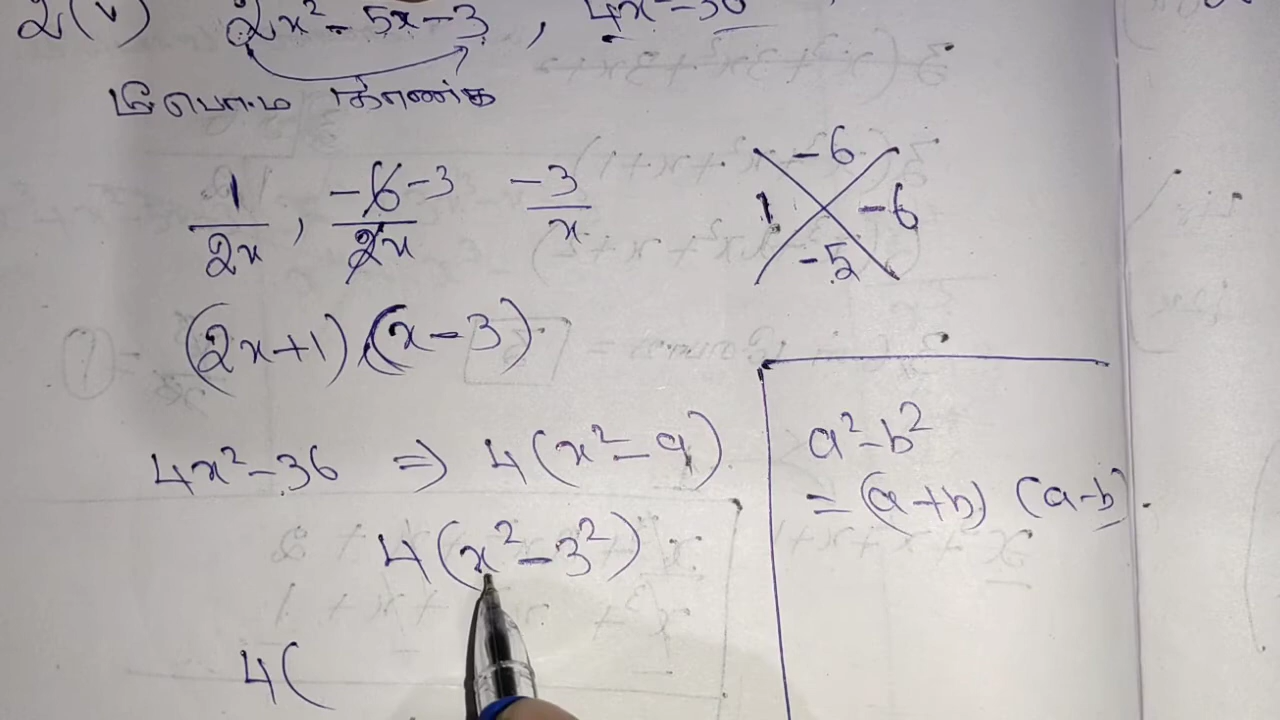 2(v) 2x² - 5x - 3 , 4x² - 36
மீ.பொ.ம காண்க
1/2x , -6 -3/2x -3/x
-6
1 -6
-5
(2x+1) (x-3)
4x² - 36 ⇒ 4(x² - 9)
a² - b²
= (a+b) (a-b)
4(x² - 3²)
4(